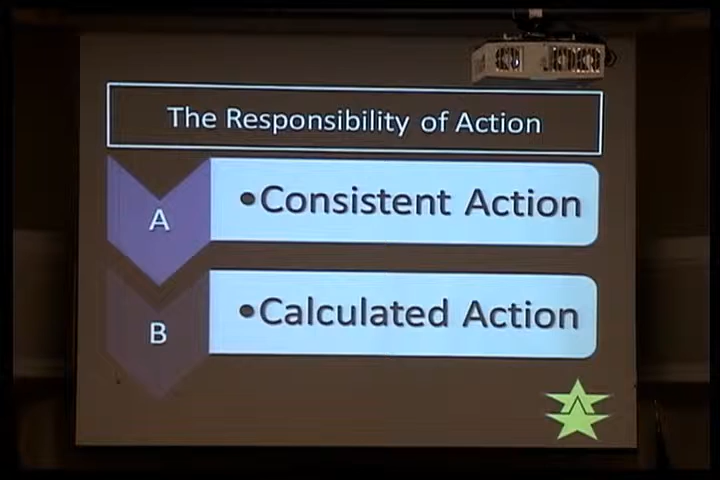 The Responsibility of Action
A
•Consistent Action
B
•Calculated Action